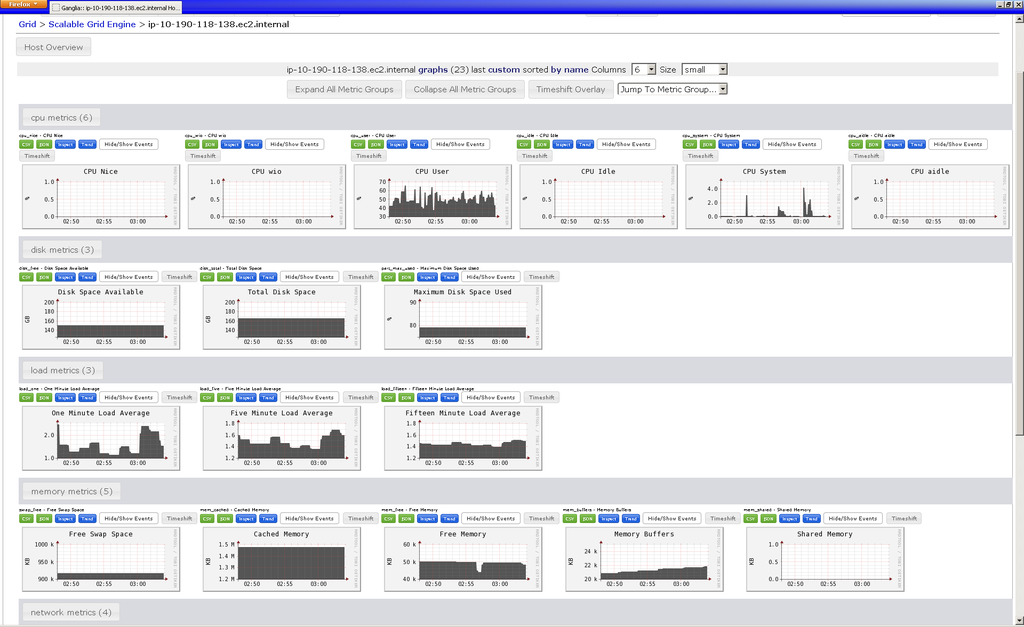 Firefox
Ganglia:: ip-10-190-118-138.ec2.internal Ho...
Grid > Scalable Grid Engine > ip-10-190-118-138.ec2.internal
Host Overview
ip-10-190-118-138.ec2.internal graphs (23) last custom sorted by name Columns 6 Size small
Expand All Metric Groups Collapse All Metric Groups Timeshift Overlay Jump To Metric Group...
cpu metrics (6)
cpu_nice - CPU Nice cpu_wio - CPU wio cpu_user - CPU User cpu_idle - CPU Idle cpu_system - CPU System cpu_aidle - CPU aidle
CSV JSON Inspect Trend Hide/Show Events CSV JSON Inspect Trend Hide/Show Events CSV JSON Inspect Trend Hide/Show Events CSV JSON Inspect Trend Hide/Show Events CSV JSON Inspect Trend Hide/Show Events CSV JSON Inspect Trend Hide/Show Events
Timeshift Timeshift Timeshift Timeshift Timeshift Timeshift
CPU Nice CPU wio CPU User CPU Idle CPU System CPU aidle
1.0 1.0 70 1.0 4.0 1.0
60
0.5 0.5 50 0.5 2.0 0.5
40
0.0 0.0 30 0.0 0.0 0.0
% % % % % %
02:50 02:55 03:00 02:50 02:55 03:00 02:50 02:55 03:00 02:50 02:55 03:00 02:50 02:55 03:00 02:50 02:55 03:00
disk metrics (3)
disk_free - Disk Space Available disk_total - Total Disk Space part_max_used - Maximum Disk Space Used
CSV JSON Inspect Trend Hide/Show Events Timeshift CSV JSON Inspect Trend Hide/Show Events Timeshift CSV JSON Inspect Trend Hide/Show Events Timeshift
Disk Space Available Total Disk Space Maximum Disk Space Used
200 200 90
180 180
160 160 80
140 140
GB GB %
02:50 02:55 03:00 02:50 02:55 03:00 02:50 02:55 03:00
load metrics (3)
load_one - One Minute Load Average load_five - Five Minute Load Average load_fifteen - Fifteen Minute Load Average
CSV JSON Inspect Trend Hide/Show Events Timeshift CSV JSON Inspect Trend Hide/Show Events Timeshift CSV JSON Inspect Trend Hide/Show Events Timeshift
One Minute Load Average Five Minute Load Average Fifteen Minute Load Average
1.8 1.8
2.0 1.6 1.6
1.4 1.4
1.0 1.2 1.2
02:50 02:55 03:00 02:50 02:55 03:00 02:50 02:55 03:00
memory metrics (5)
swap_free - Free Swap Space mem_cached - Cached Memory mem_free - Free Memory mem_buffers - Memory Buffers mem_shared - Shared Memory
CSV JSON Inspect Trend Hide/Show Events Timeshift CSV JSON Inspect Trend Hide/Show Events Timeshift CSV JSON Inspect Trend Hide/Show Events Timeshift CSV JSON Inspect Trend Hide/Show Events Timeshift CSV JSON Inspect Trend Hide/Show Events Timeshift
Free Swap Space Cached Memory Free Memory Memory Buffers Shared Memory
1000 k 1.5 M 60 k 24 k 1.0
1.4 M
950 k 1.3 M 50 k 22 k 0.5
900 k 1.2 M 40 k 20 k 0.0
KB KB KB KB KB
02:50 02:55 03:00 02:50 02:55 03:00 02:50 02:55 03:00 02:50 02:55 03:00 02:50 02:55 03:00
network metrics (4)